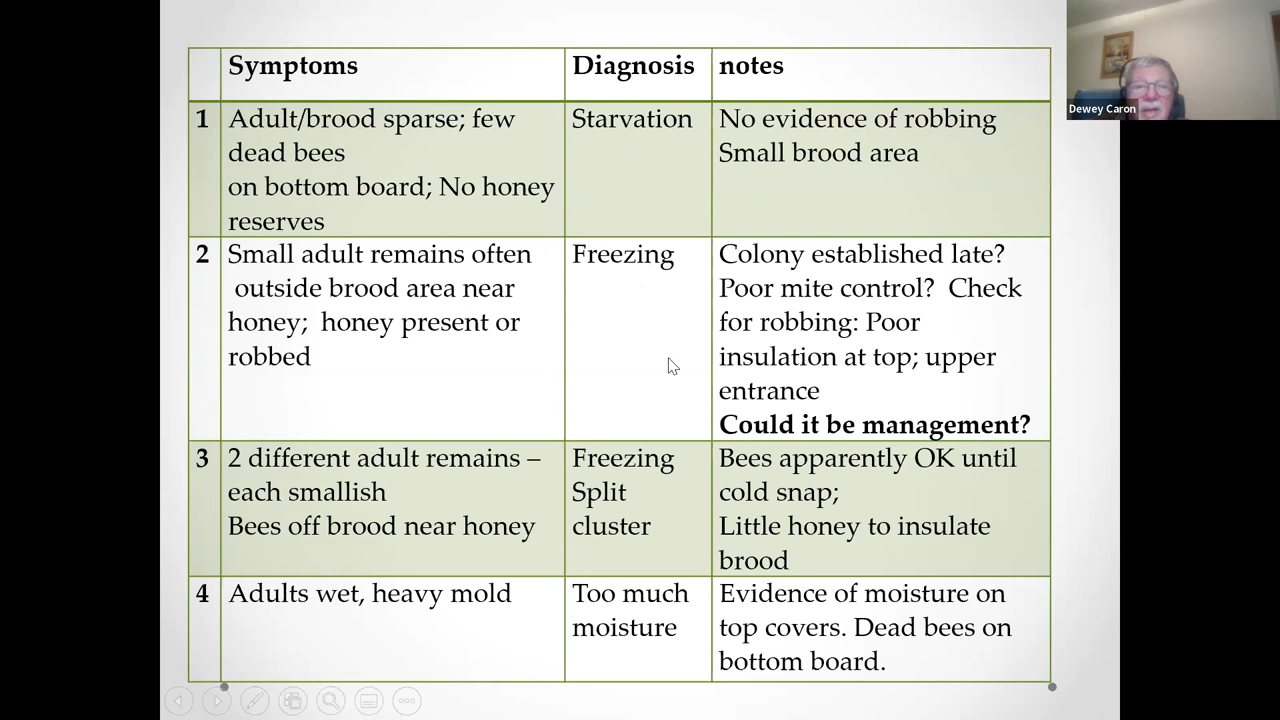 Symptoms
Diagnosis
notes
1
Adult/brood sparse; few
dead bees
on bottom board; No honey
reserves
Starvation
No evidence of robbing
Small brood area
2
Small adult remains often
outside brood area near
honey; honey present or
robbed
Freezing
Colony established late?
Poor mite control? Check
for robbing: Poor
insulation at top; upper
entrance
Could it be management?
3
2 different adult remains –
each smallish
Bees off brood near honey
Freezing
Split
cluster
Bees apparently OK until
cold snap;
Little honey to insulate
brood
4
Adults wet, heavy mold
Too much
moisture
Evidence of moisture on
top covers. Dead bees on
bottom board.
Dewey Caron